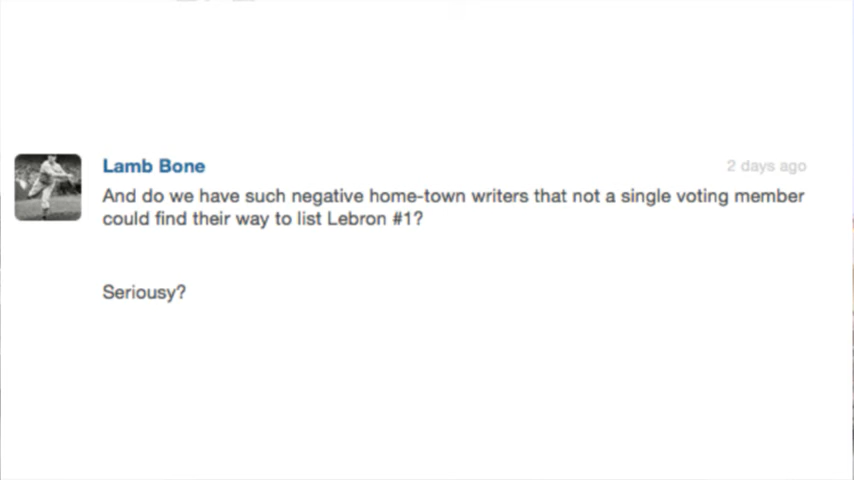 Lamb Bone
2 days ago
And do we have such negative home-town writers that not a single voting member
could find their way to list Lebron #1?
Seriousy?